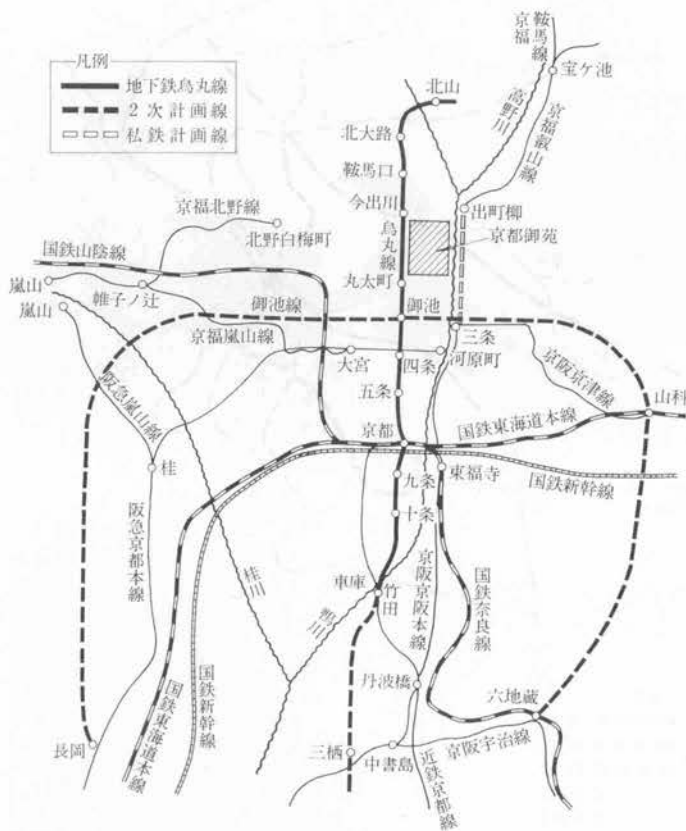 凡例
地下鉄烏丸線
2次計画線
私鉄計画線
鞍馬線
京福
宝ケ池
北山
高野川
京福叡山線
北大路
鞍馬口
今出川
出町柳
京福北野線
北野白梅町
烏丸線
京都御苑
国鉄山陰線
丸太町
嵐山
帷子ノ辻
御池線
御池
嵐山
京福嵐山線
三条
大宮
四条
河原町
京阪京津線
阪急嵐山線
五条
山科
京都
国鉄東海道本線
桂
東福寺
国鉄新幹線
九条
十条
阪急京都本線
桂川
車庫
竹田
鴨川
京阪京阪本線
国鉄奈良線
国鉄新幹線
国鉄東海道本線
丹波橋
六地蔵
長岡
三栖
中書島
京阪宇治線
近鉄京都線